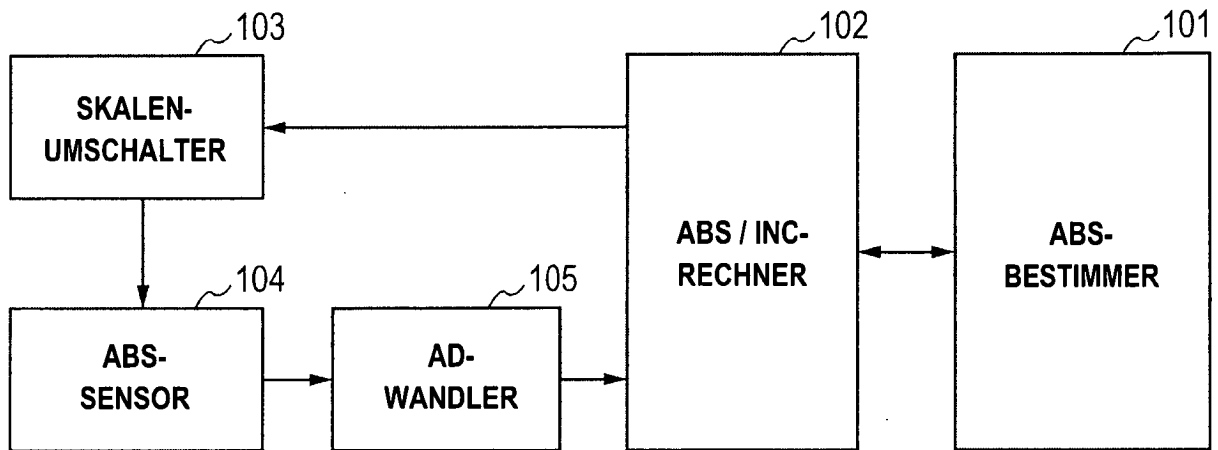 103
SKALEN-
UMSCHALTER
102
ABS / INC-
RECHNER
101
ABS-
BESTIMMER
104
ABS-
SENSOR
105
AD-
WANDLER